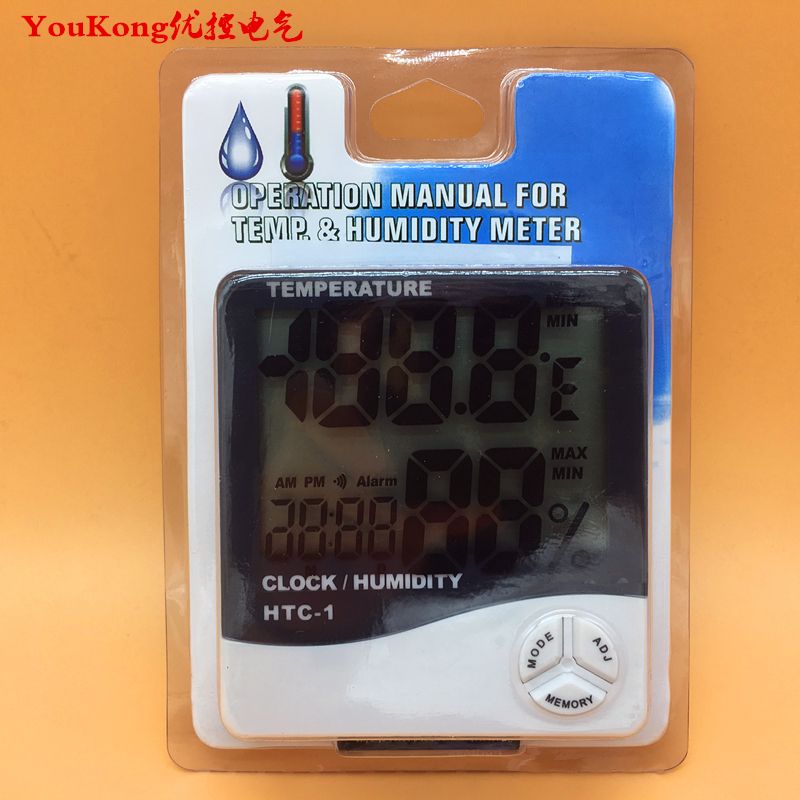 YouKong优控电气
OPERATION MANUAL FOR
TEMP. & HUMIDITY METER
TEMPERATURE
MIN
MAX
MIN
AM PM Alarm
%
CLOCK / HUMIDITY
HTC-1
MODE
ADJ
MEMORY